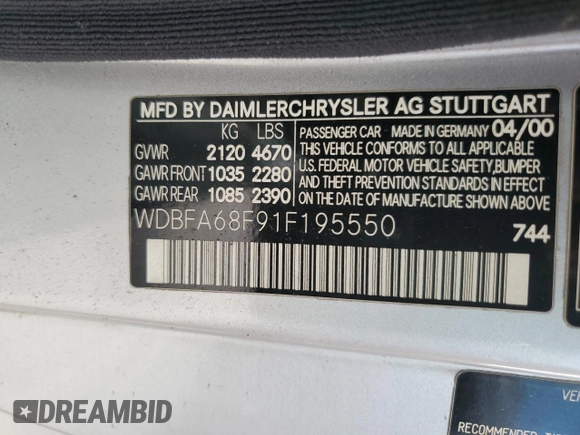 MFD BY DAIMLERCHRYSLER AG STUTTGART
KG LBS
GVWR 2120 4670
GAWR FRONT 1035 2280
GAWR REAR 1085 2390
PASSENGER CAR MADE IN GERMANY 04/00
THIS VEHICLE CONFORMS TO ALL APPLICABLE
U.S. FEDERAL MOTOR VEHICLE SAFETY, BUMPER
AND THEFT PREVENTION STANDARDS IN EFFECT
ON THE DATE OF MANUFACTURE SHOWN ABOVE.
WDBFA68F91F195550
744
DREAMBID
RECOMMENDED